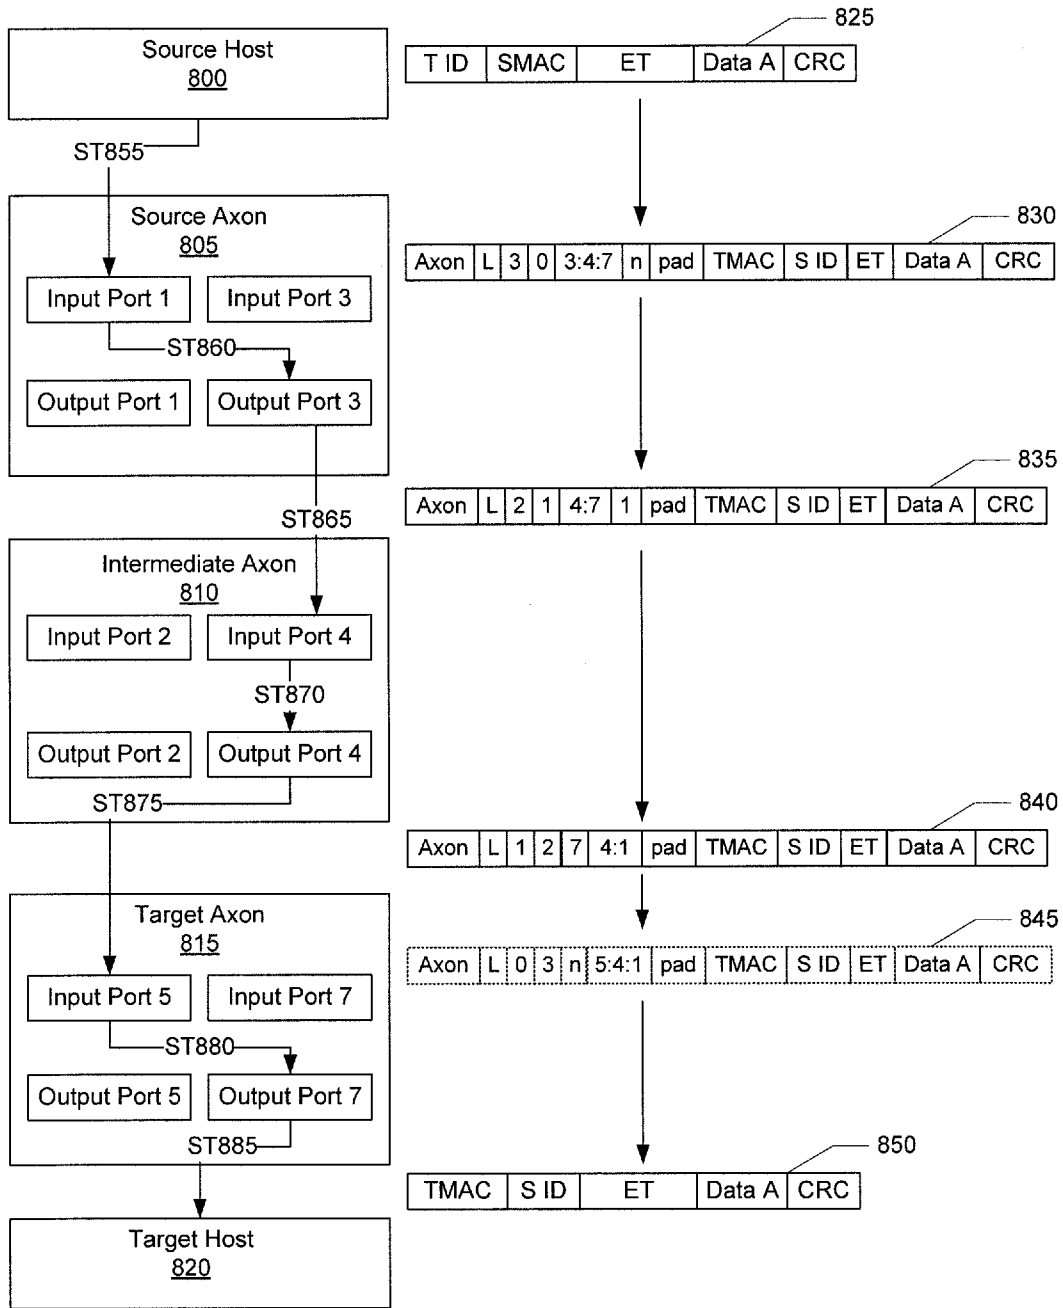 825
Source Host
800
T ID SMAC ET Data A CRC
ST855
Source Axon
805
830
Axon L 3 0 3:4:7 n pad TMAC S ID ET Data A CRC
Input Port 1 Input Port 3
ST860
Output Port 1 Output Port 3
835
Axon L 2 1 4:7 1 pad TMAC S ID ET Data A CRC
ST865
Intermediate Axon
810
Input Port 2 Input Port 4
ST870
Output Port 2 Output Port 4
ST875
840
Axon L 1 2 7 4:1 pad TMAC S ID ET Data A CRC
Target Axon
815
845
Axon L 0 3 n 5:4:1 pad TMAC S ID ET Data A CRC
Input Port 5 Input Port 7
ST880
Output Port 5 Output Port 7
ST885
850
TMAC S ID ET Data A CRC
Target Host
820